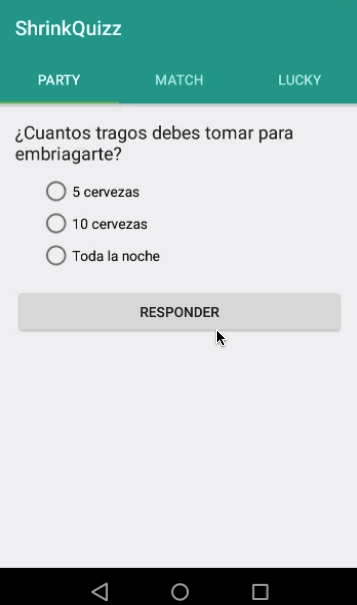 ShrinkQuizz
PARTY MATCH LUCKY
¿Cuantos tragos debes tomar para
embriagarte?
5 cervezas
10 cervezas
Toda la noche
RESPONDER